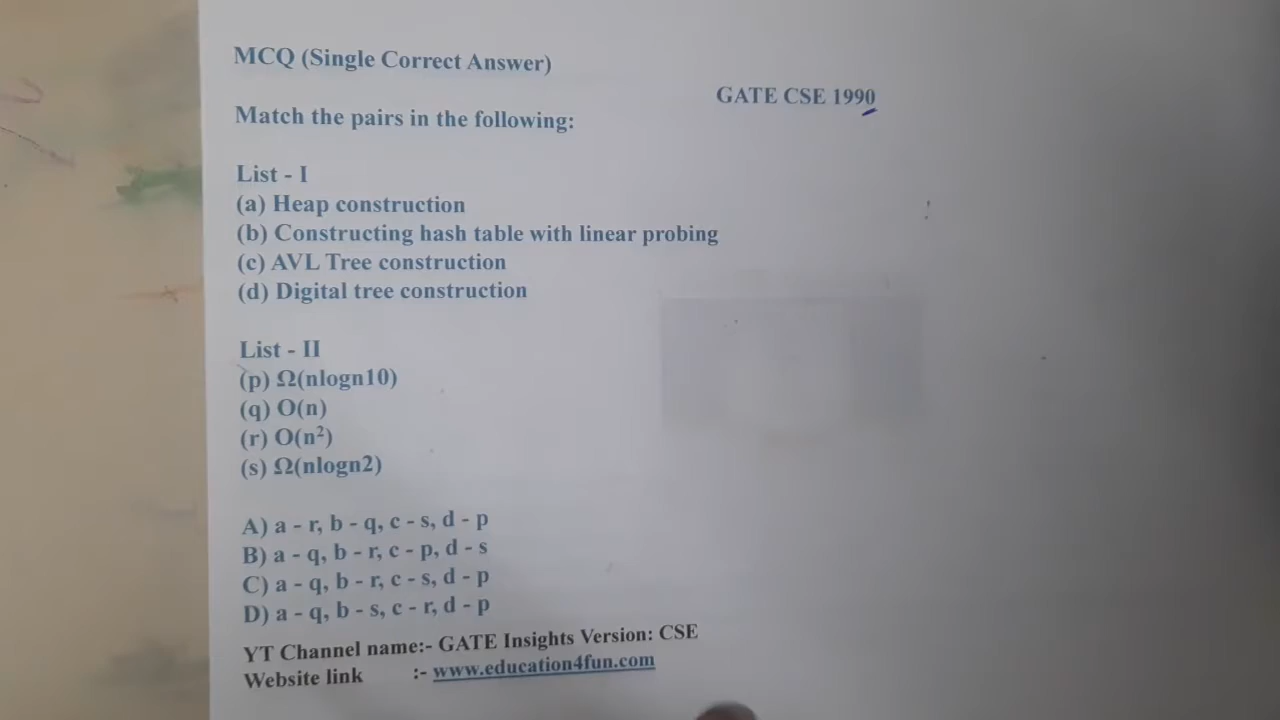 MCQ (Single Correct Answer)
GATE CSE 1990
Match the pairs in the following:
List - I
(a) Heap construction
(b) Constructing hash table with linear probing
(c) AVL Tree construction
(d) Digital tree construction
List - II
(p) Ω(nlogn10)
(q) O(n)
(r) O(n²)
(s) Ω(nlogn2)
A) a - r, b - q, c - s, d - p
B) a - q, b - r, c - p, d - s
C) a - q, b - r, c - s, d - p
D) a - q, b - s, c - r, d - p
YT Channel name:- GATE Insights Version: CSE
Website link :- www.education4fun.com